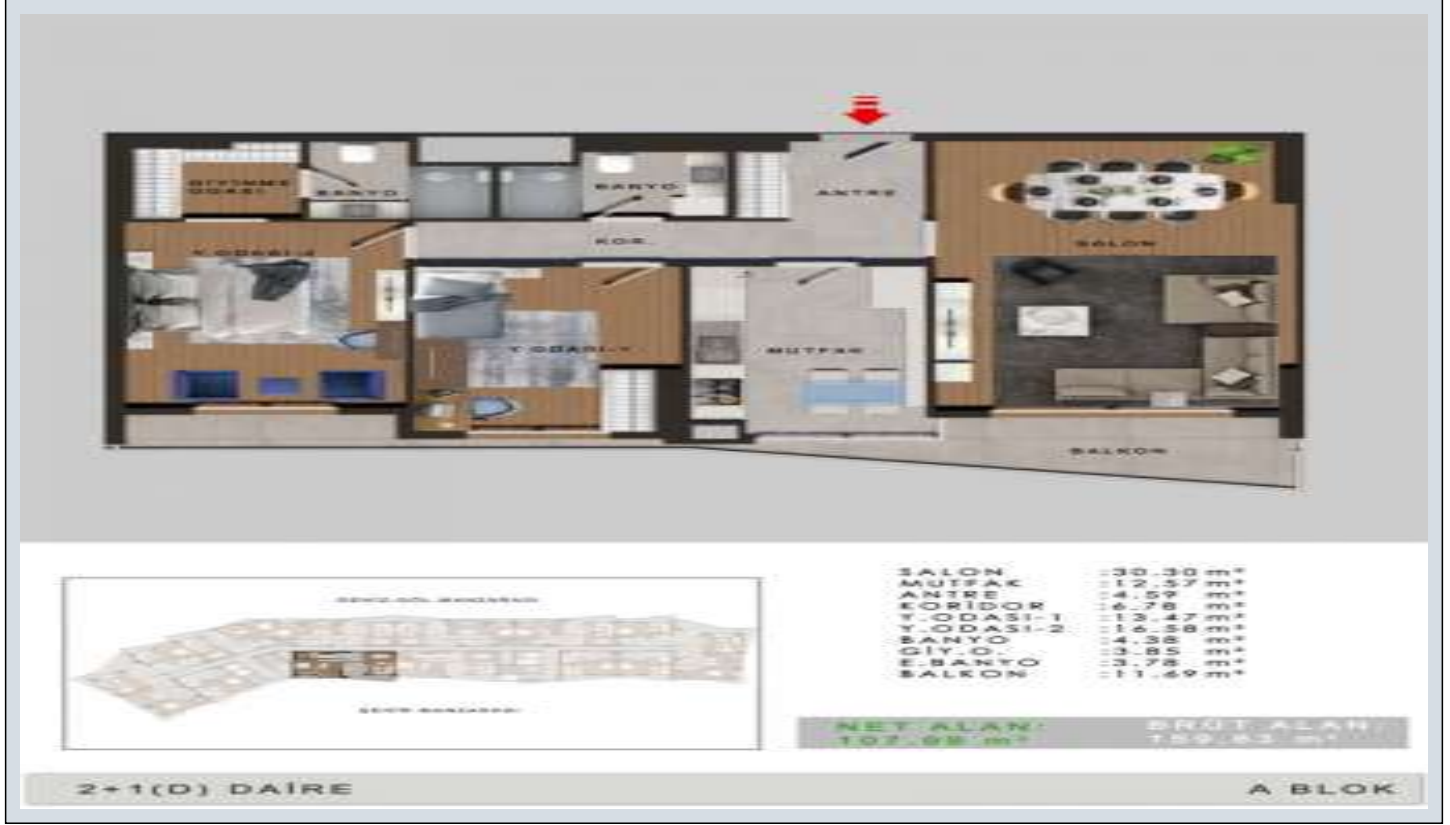 GİYİNME ODASI
BANYO
BANYO
ANTRE
KOR.
SALON
Y.ODASI-2
Y.ODASI-1
MUTFAK
BALKON
SALON :30.30 m²
MUTFAK :12.57 m²
ANTRE :4.59 m²
KORİDOR :6.78 m²
Y.ODASI-1 :13.47 m²
Y.ODASI-2 :16.58 m²
BANYO :4.38 m²
GİY.O. :3.85 m²
E.BANYO :3.78 m²
BALKON :11.69 m²
NET ALAN: BRÜT ALAN:
159.63 m²
2+1(D) DAİRE A BLOK